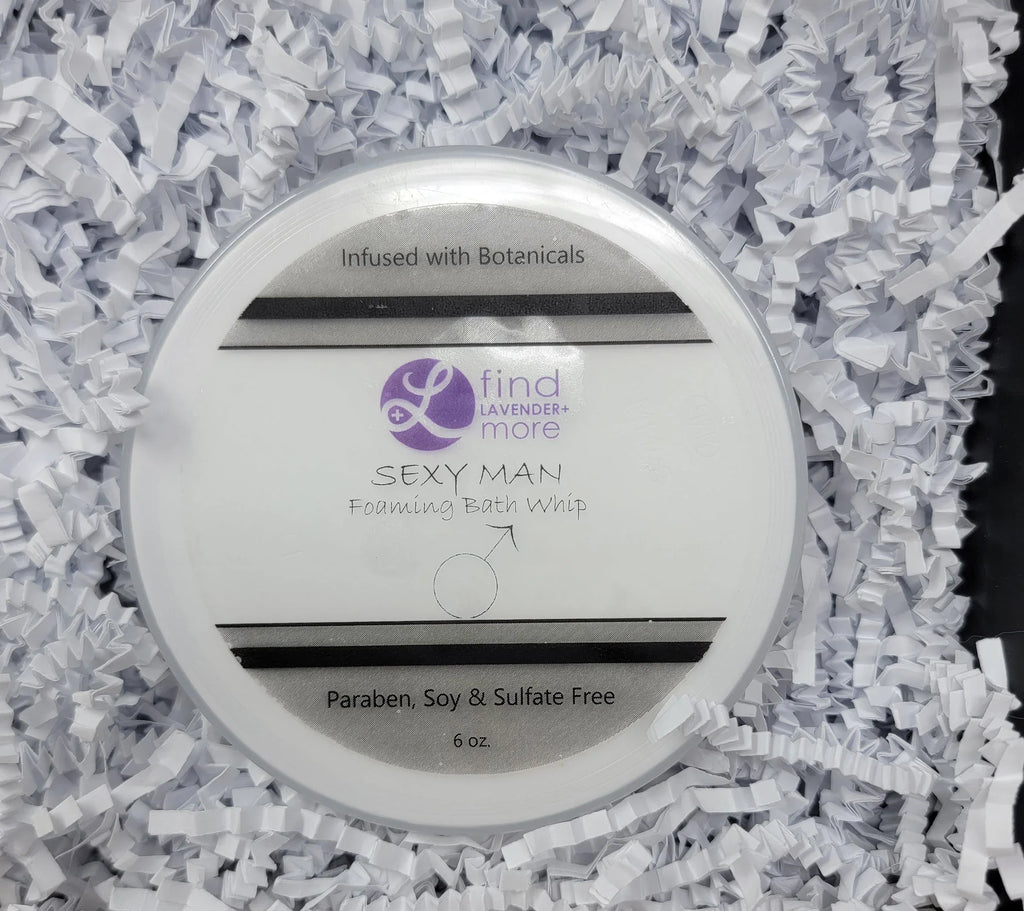 Infused with Botanicals
find
LAVENDER+
more
SEXY MAN
Foaming Bath Whip
Paraben, Soy & Sulfate Free
6 oz.